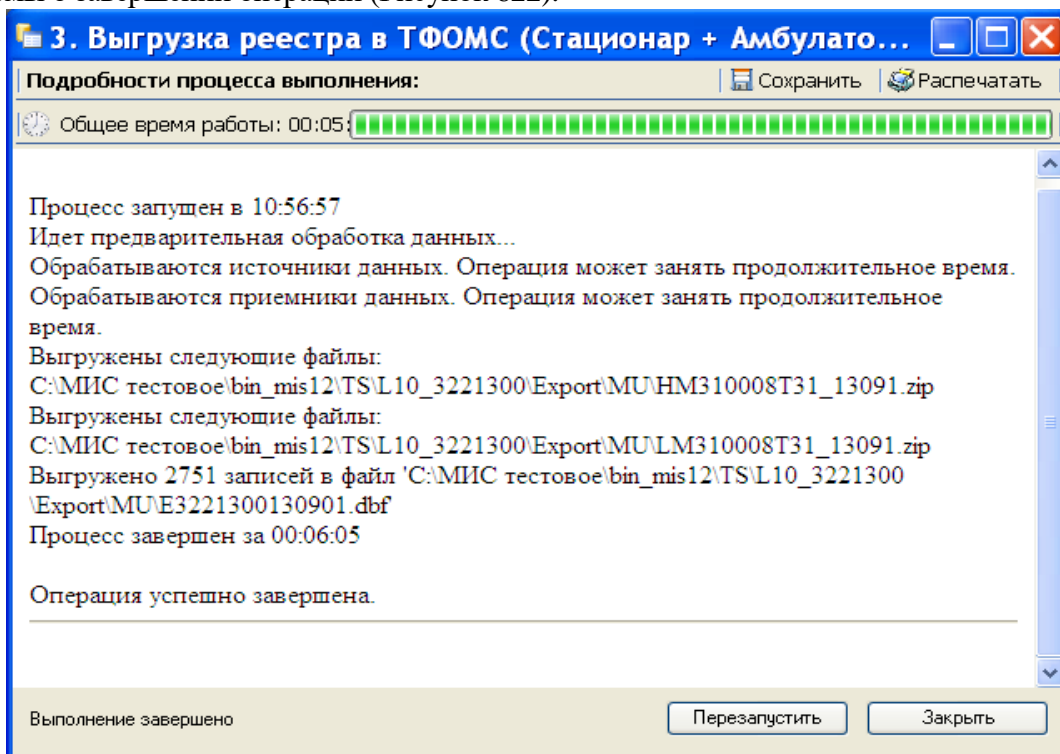 о завершении операции (Рисунок 822).
3. Выгрузка реестра в ТФОМС (Стационар + Амбулато...
Подробности процесса выполнения: Сохранить Распечатать
Общее время работы: 00:05:
Процесс запущен в 10:56:57
Идет предварительная обработка данных...
Обрабатываются источники данных. Операция может занять продолжительное время.
Обрабатываются приемники данных. Операция может занять продолжительное
время.
Выгружены следующие файлы:
C:\МИС тестовое\bin_mis12\TS\L10_3221300\Export\MU\HM310008T31_13091.zip
Выгружены следующие файлы:
C:\МИС тестовое\bin_mis12\TS\L10_3221300\Export\MU\LM310008T31_13091.zip
Выгружено 2751 записей в файл 'C:\МИС тестовое\bin_mis12\TS\L10_3221300
\Export\MU\E3221300130901.dbf'
Процесс завершен за 00:06:05
Операция успешно завершена.
Выполнение завершено Перезапустить Закрыть